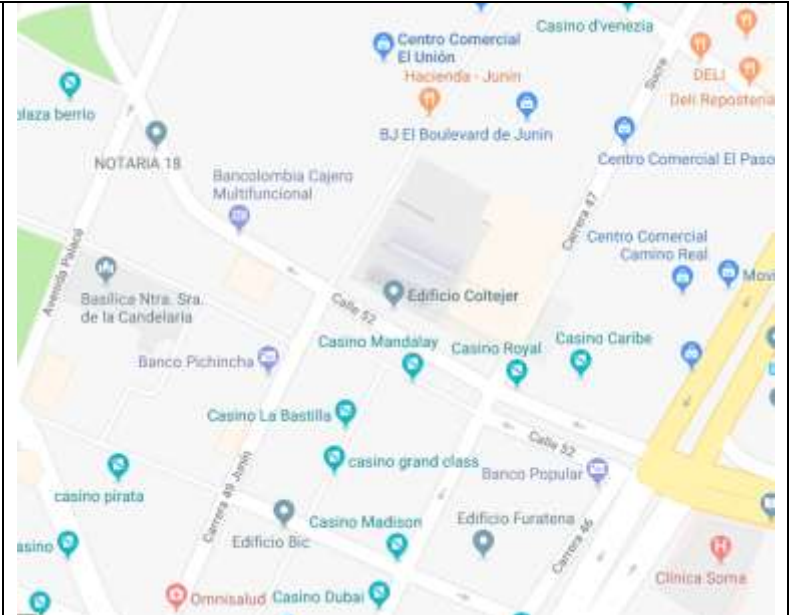 Casino d'venezia
Centro Comercial
El Unión
Hacienda - Junín
DELI
Sucre
Deli Reposteria
plaza berrio
BJ El Boulevard de Junin
NOTARIA 18
Centro Comercial El Paso
Bancolombia Cajero
Multifuncional
Carrera 47
Centro Comercial
Camino Real
Avenida Palacé
Movi
Basílica Ntra. Sra.
de la Candelaria
Edificio Coltejer
Calle 52
Casino Mandalay
Casino Royal
Casino Caribe
Banco Pichincha
Casino La Bastilla
Calle 52
casino grand class
Banco Popular
casino pirata
Carrera 49 Junín
Casino Madison
Edificio Furatena
Edificio Bic
asino
Carrera 46
Clínica Soma
Omnisalud
Casino Dubai